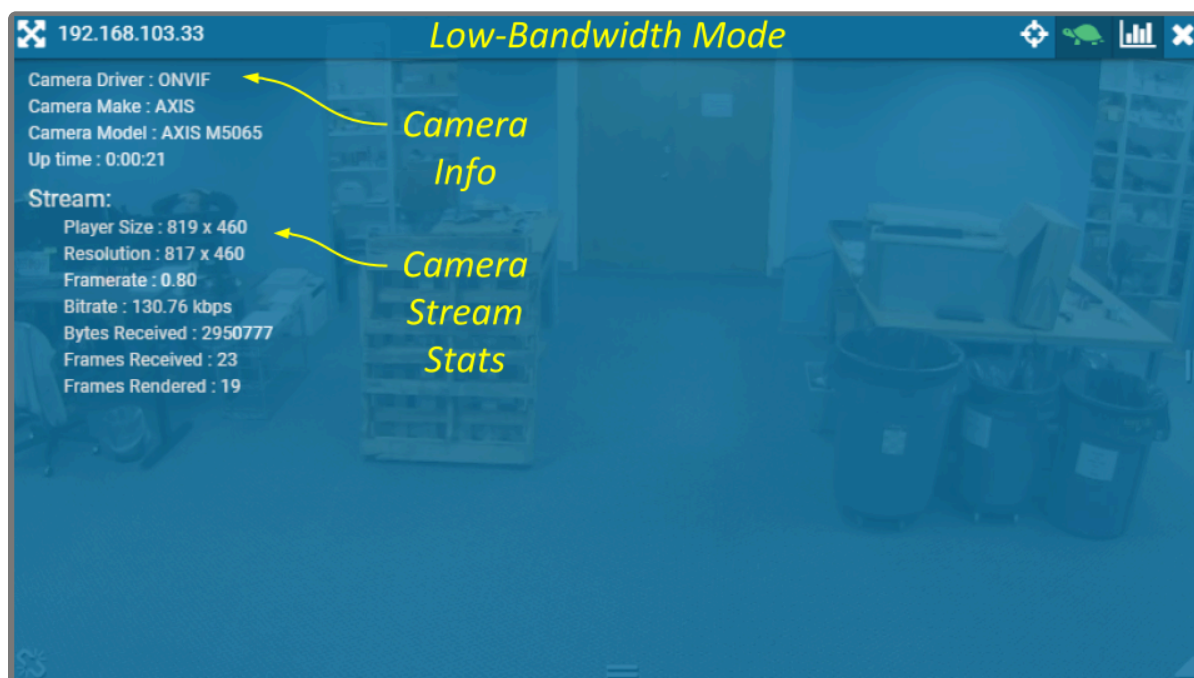 192.168.103.33
Low-Bandwidth Mode
Camera Driver : ONVIF
Camera Make : AXIS
Camera Model : AXIS M5065
Up time : 0:00:21
Camera
Info
Stream:
Player Size : 819 x 460
Resolution : 817 x 460
Framerate : 0.80
Bitrate : 130.76 kbps
Bytes Received : 2950777
Frames Received : 23
Frames Rendered : 19
Camera
Stream
Stats